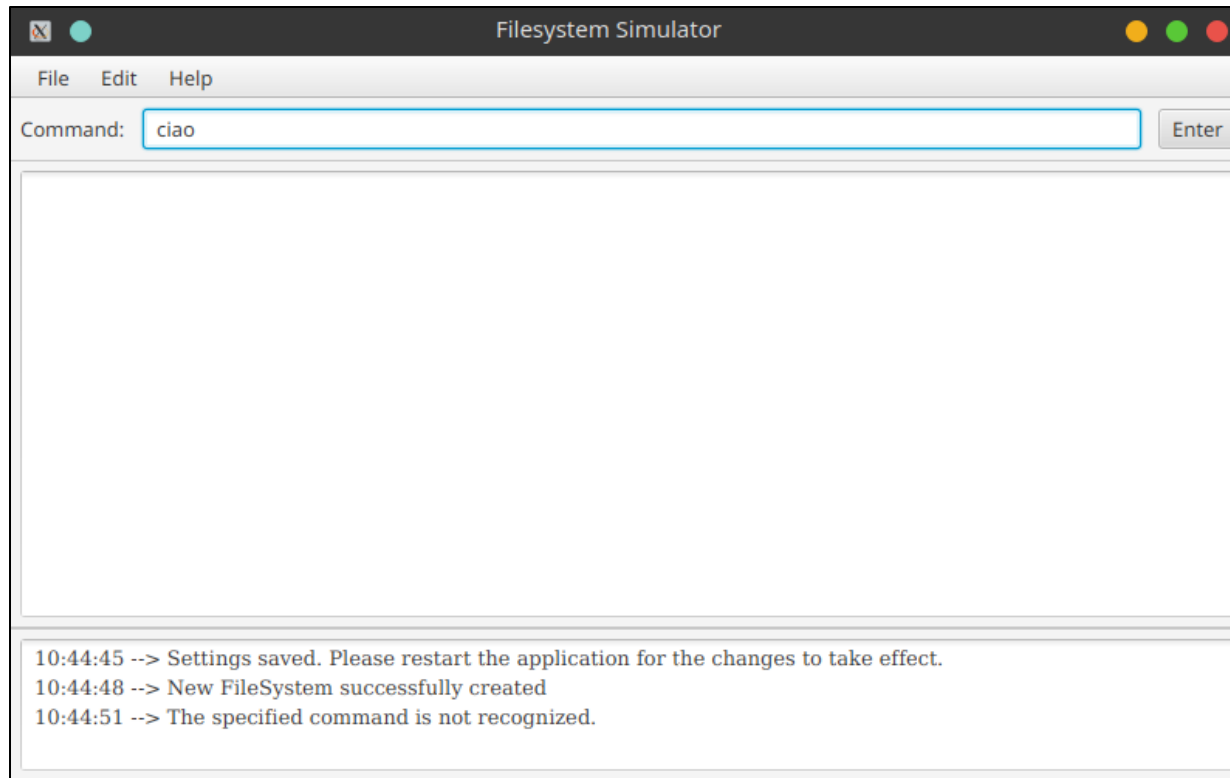 Filesystem Simulator
File Edit Help
Command: ciao Enter
10:44:45 --> Settings saved. Please restart the application for the changes to take effect.
10:44:48 --> New FileSystem successfully created
10:44:51 --> The specified command is not recognized.